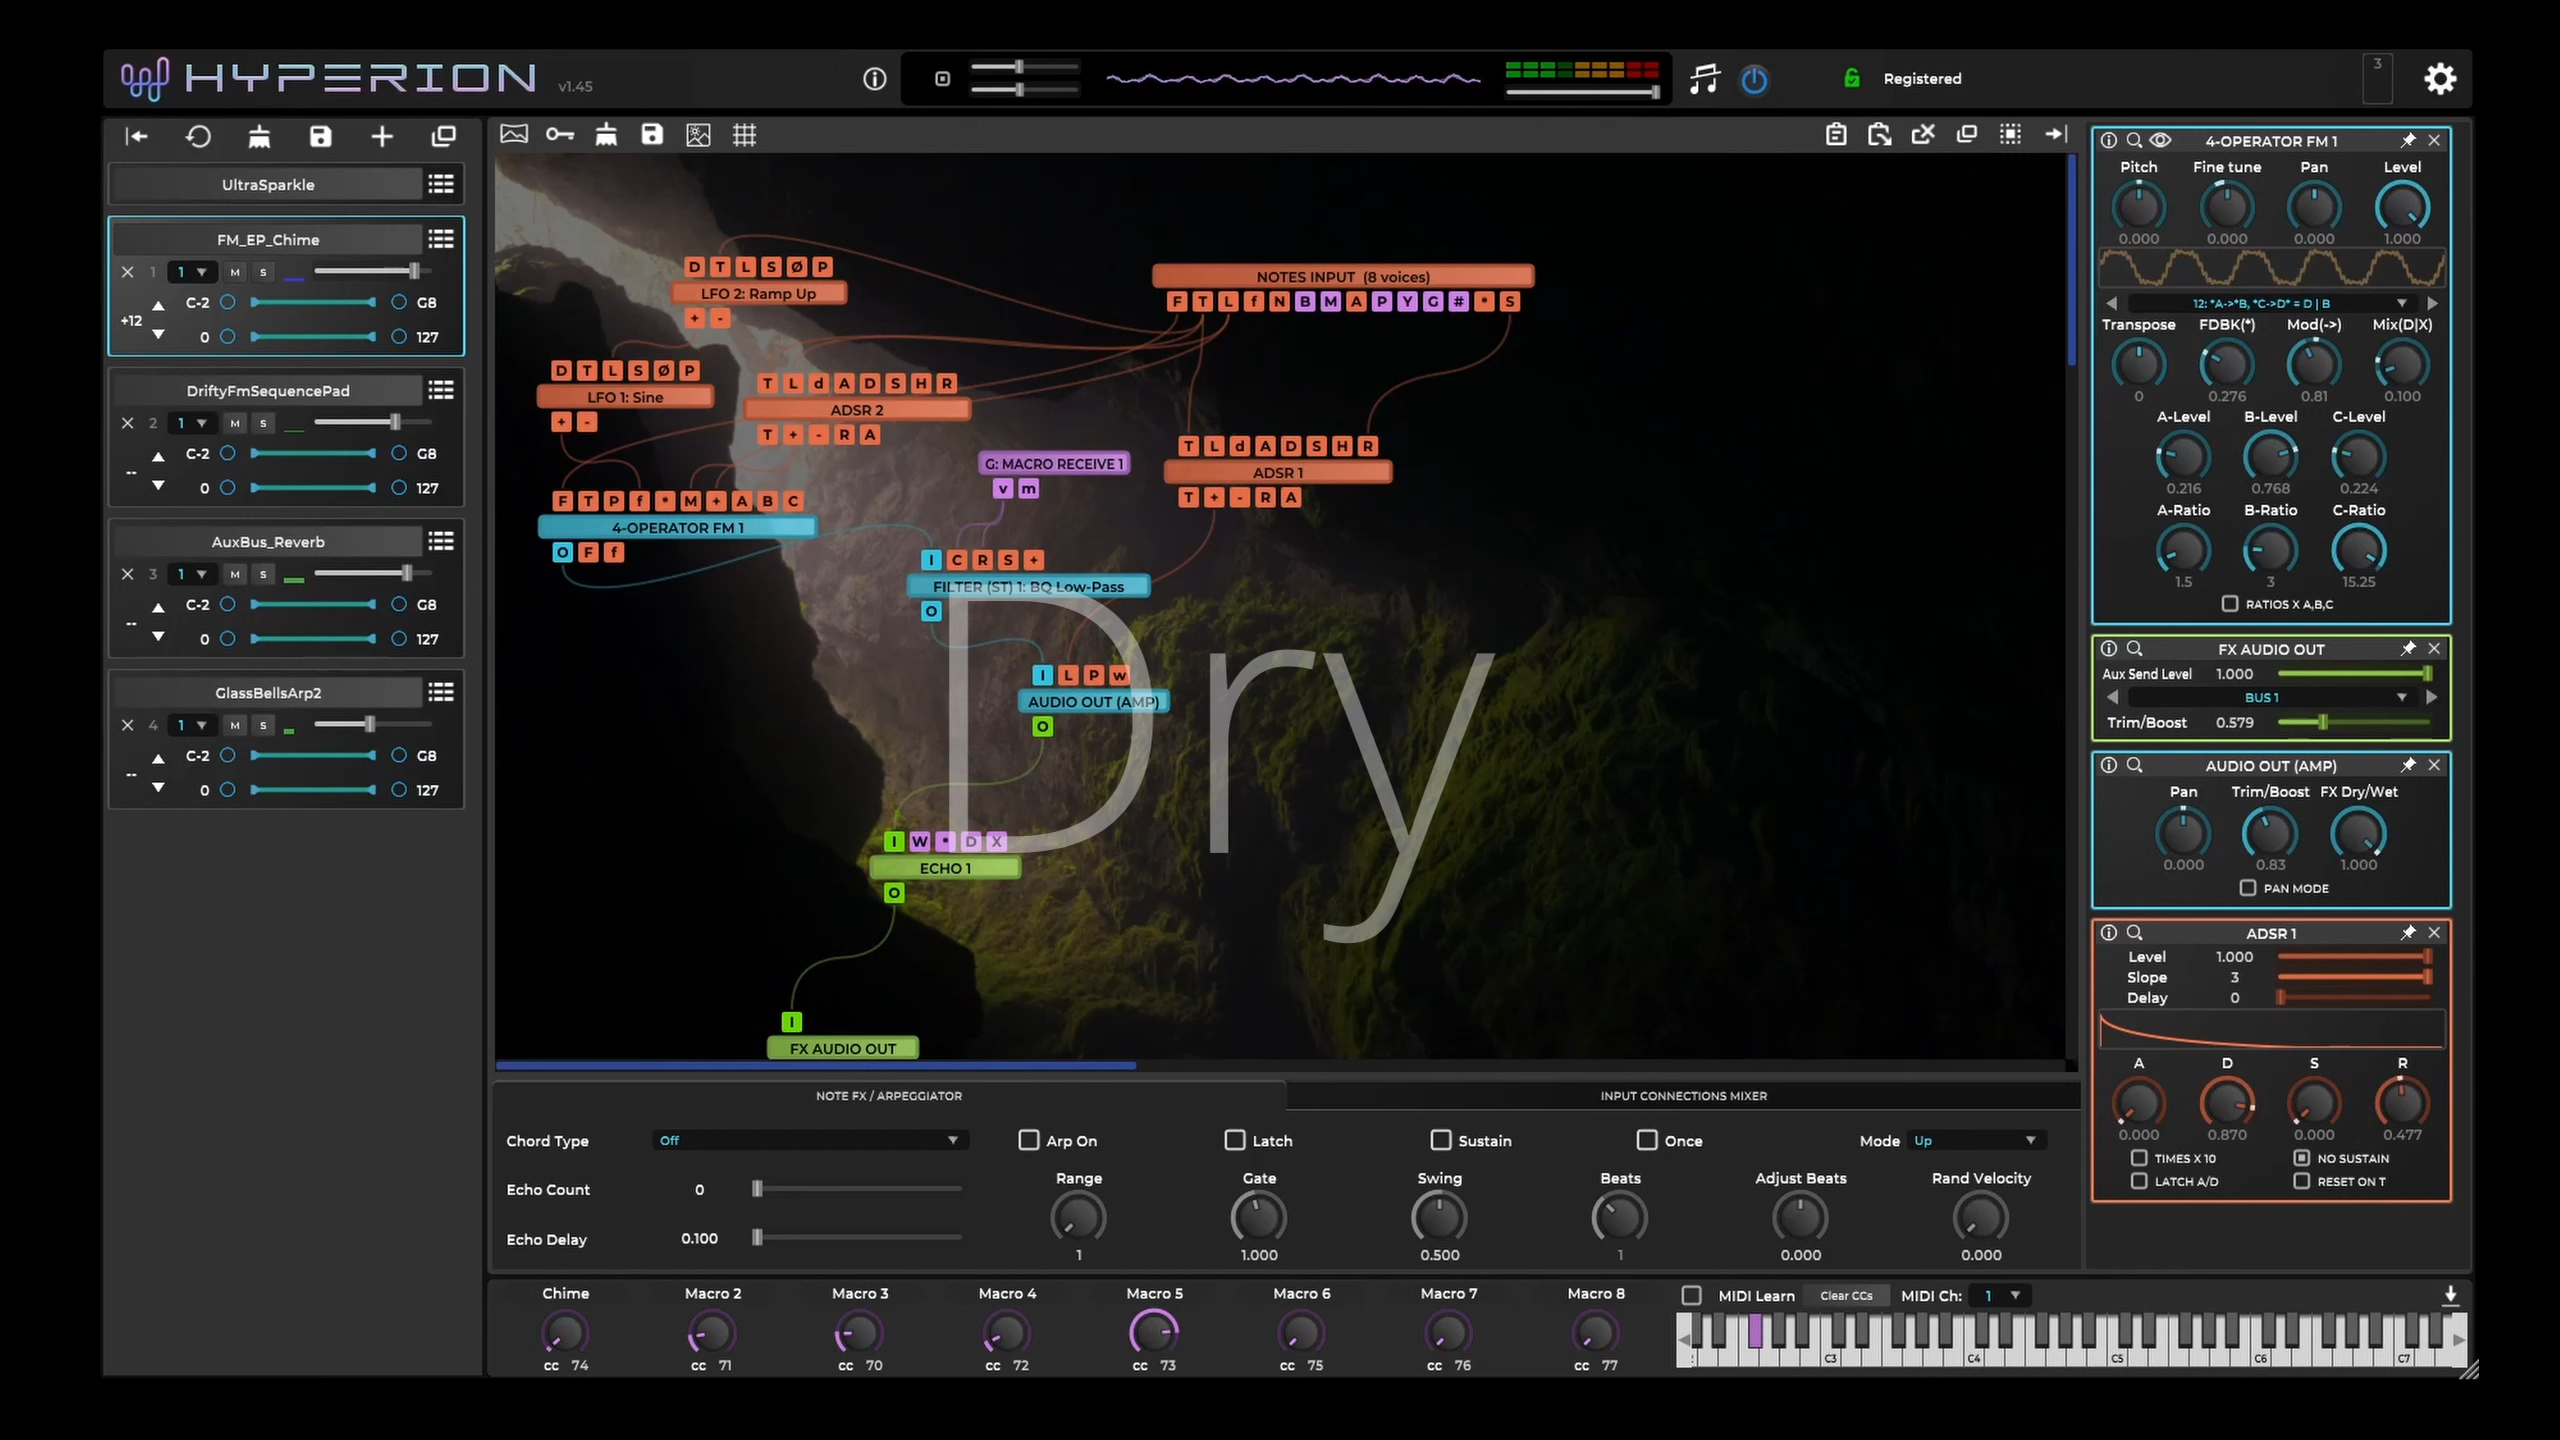 HYPERION v1.45
Registered
3
UltraSparkle
FM_EP_Chime
1 1 M S
C-2 G8
+12
0 127
DriftyFmSequencePad
2 1 M S
C-2 G8
--
0 127
AuxBus_Reverb
3 1 M S
C-2 G8
--
0 127
GlassBellsArp2
4 1 M S
C-2 G8
--
0 127
D T L S Ø P
LFO 2: Ramp Up
+ -
NOTES INPUT (8 voices)
F T L f N B M A P Y G # * S
D T L S Ø P
LFO 1: Sine
+ -
T L d A D S H R
ADSR 2
T + - R A
G: MACRO RECEIVE 1
v m
T L d A D S H R
ADSR 1
T + - R A
F T P f * M + A B C
4-OPERATOR FM 1
O F f
I C R S +
FILTER (ST) 1: BQ Low-Pass
O
I L P w
AUDIO OUT (AMP)
O
Dry
I W * D X
ECHO 1
O
I
FX AUDIO OUT
4-OPERATOR FM 1
Pitch Fine tune Pan Level
0.000 0.000 0.000 1.000
12: *A->*B, *C->D* = D | B
Transpose FDBK(*) Mod(->) Mix(D|X)
0 0.276 0.81 0.100
A-Level B-Level C-Level
0.216 0.768 0.224
A-Ratio B-Ratio C-Ratio
1.5 3 15.25
RATIOS X A,B,C
FX AUDIO OUT
Aux Send Level 1.000
BUS 1
Trim/Boost 0.579
AUDIO OUT (AMP)
Pan Trim/Boost FX Dry/Wet
0.000 0.83 1.000
PAN MODE
ADSR 1
Level 1.000
Slope 3
Delay 0
A D S R
0.000 0.870 0.000 0.477
TIMES X 10 NO SUSTAIN
LATCH A/D RESET ON T
NOTE FX / ARPEGGIATOR INPUT CONNECTIONS MIXER
Chord Type Off Arp On Latch Sustain Once Mode Up
Range Gate Swing Beats Adjust Beats Rand Velocity
Echo Count 0
Echo Delay 0.100
1 1.000 0.500 1 0.000 0.000
Chime Macro 2 Macro 3 Macro 4 Macro 5 Macro 6 Macro 7 Macro 8
cc 74 cc 71 cc 70 cc 72 cc 73 cc 75 cc 76 cc 77
MIDI Learn Clear CCs MIDI Ch: 1
C3 C4 C5 C6 C7